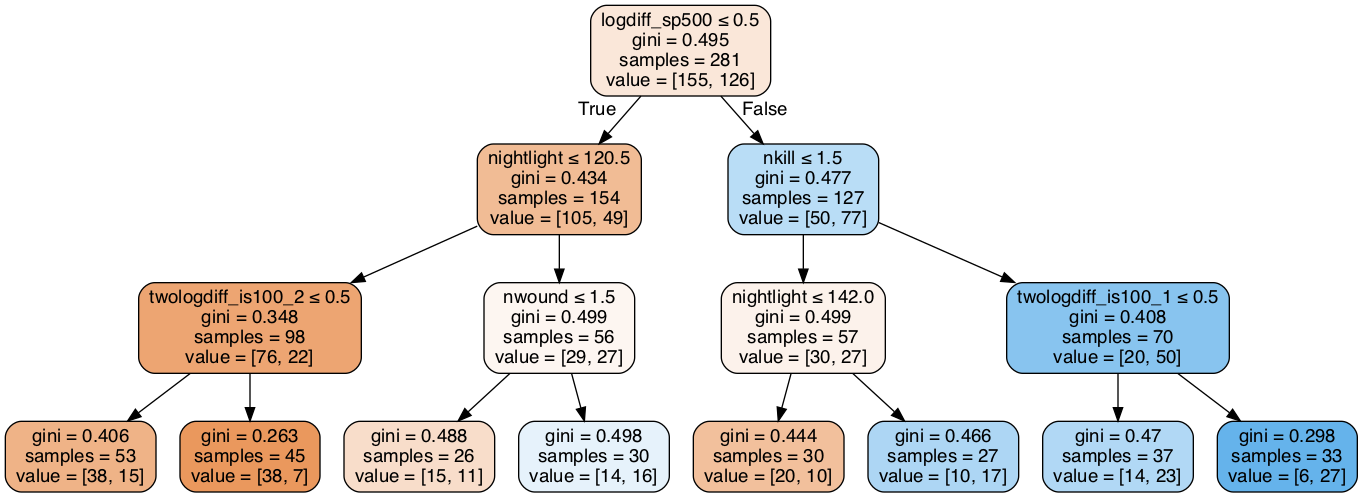 logdiff_sp500 ≤ 0.5
gini = 0.495
samples = 281
value = [155, 126]
True
False
nightlight ≤ 120.5
gini = 0.434
samples = 154
value = [105, 49]
nkill ≤ 1.5
gini = 0.477
samples = 127
value = [50, 77]
twologdiff_is100_2 ≤ 0.5
gini = 0.348
samples = 98
value = [76, 22]
nwound ≤ 1.5
gini = 0.499
samples = 56
value = [29, 27]
nightlight ≤ 142.0
gini = 0.499
samples = 57
value = [30, 27]
twologdiff_is100_1 ≤ 0.5
gini = 0.408
samples = 70
value = [20, 50]
gini = 0.406
samples = 53
value = [38, 15]
gini = 0.263
samples = 45
value = [38, 7]
gini = 0.488
samples = 26
value = [15, 11]
gini = 0.498
samples = 30
value = [14, 16]
gini = 0.444
samples = 30
value = [20, 10]
gini = 0.466
samples = 27
value = [10, 17]
gini = 0.47
samples = 37
value = [14, 23]
gini = 0.298
samples = 33
value = [6, 27]